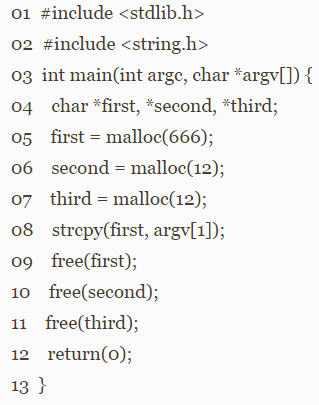 01 #include <stdlib.h>
02 #include <string.h>
03 int main(int argc, char *argv[]) {
04 char *first, *second, *third;
05 first = malloc(666);
06 second = malloc(12);
07 third = malloc(12);
08 strcpy(first, argv[1]);
09 free(first);
10 free(second);
11 free(third);
12 return(0);
13 }